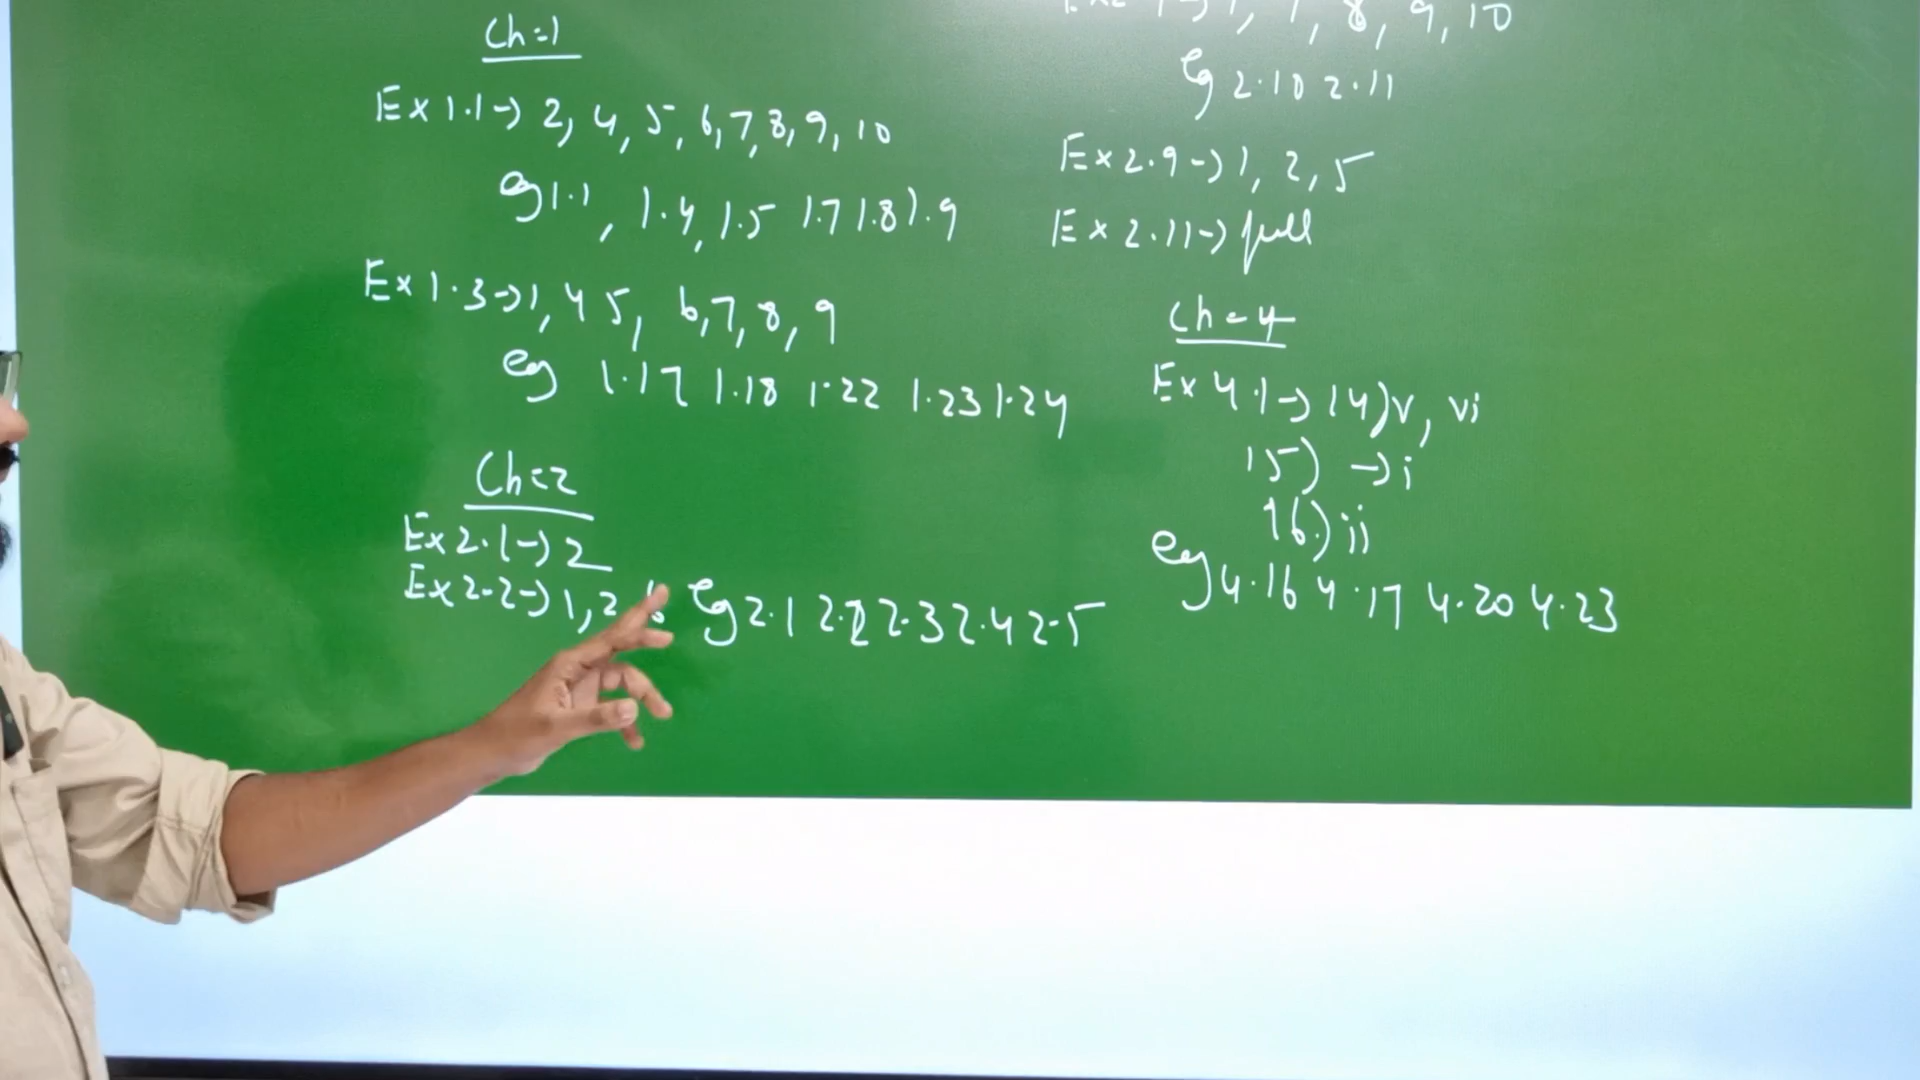 Ch=1
Ex 1.1→ 2, 4, 5, 6, 7, 8, 9, 10
eg 1.1, 1.4, 1.5 1.7 1.8 1.9
Ex 1.3→1, 4 5, 6, 7, 8, 9
eg 1.17 1.18 1.22 1.23 1.24
Ch=2
Ex 2.1→2
Ex 2.2→1, 2
eg 2.1 2.2 2.3 2.4 2.5
7, 8, 9, 10
eg 2.10 2.11
Ex 2.9→1, 2, 5
Ex 2.11→full
Ch=4
Ex 4.1→14)v, vi
15) →i
16.) ii
eg 4.16 4.17 4.20 4.23